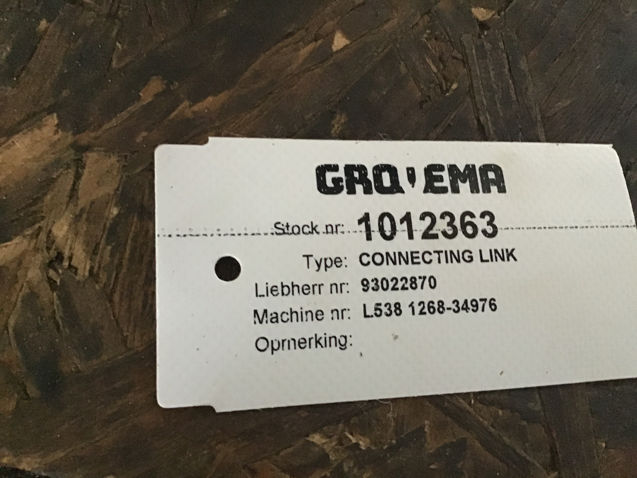 GRO'EMA
Stock nr: 1012363
Type: CONNECTING LINK
Liebherr nr: 93022870
Machine nr: L538 1268-34976
Opmerking: